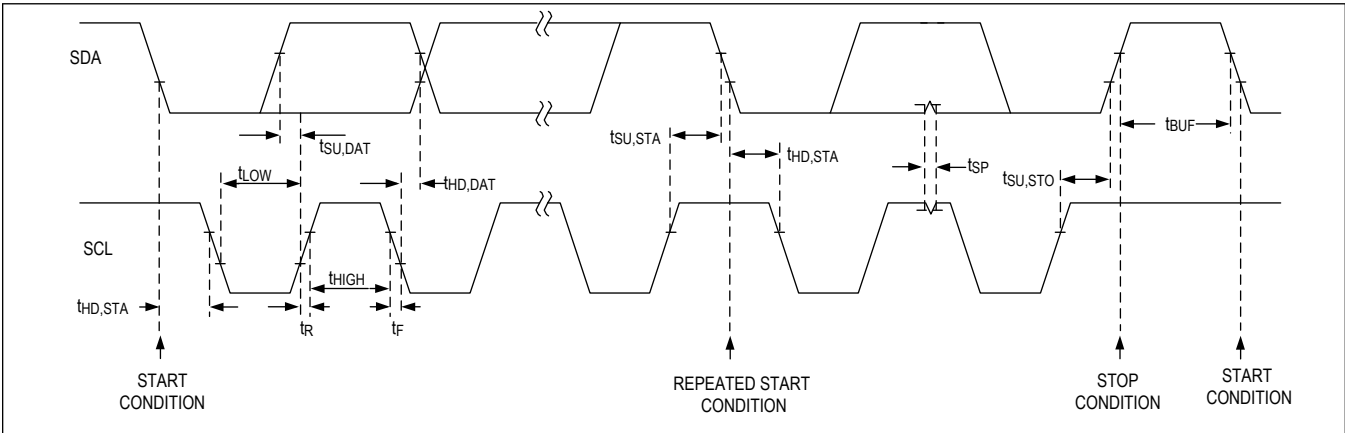 SDA
tSU,DAT
tLOW
tHD,DAT
tSU,STA
tHD,STA
tSP
tSU,STO
tBUF
SCL
tHD,STA
tR
tHIGH
tF
START
CONDITION
REPEATED START
CONDITION
STOP
CONDITION
START
CONDITION